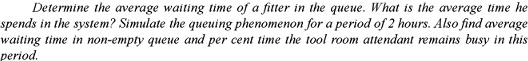 Determine the average waiting time of a fitter in the queue. What is the average time he
spends in the system? Simulate the queuing phenomenon for a period of 2 hours. Also find average
waiting time in non-empty queue and per cent time the tool room attendant remains busy in this
period.